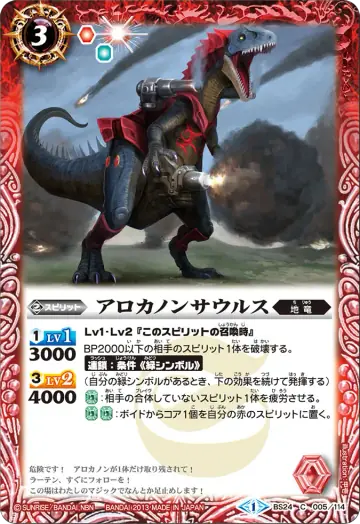 3
スピリット
アロカノンサウルス
地竜
ち りゅう
1 LV1
3000
3 LV2
4000
Lv1・Lv2『このスピリットの召喚時』
BP2000以下の相手のスピリット1体を破壊する。
連鎖:条件《緑シンボル》
(自分の緑シンボルがあるとき、下の効果を続けて発揮する)
:相手の合体していないスピリット1体を疲労させる。
:ボイドからコア1個を自分の赤のスピリットに置く。
危険です! アロカノンが1体だけ取り残されて!
ラーテン、すぐにフォローを!
この場はわたしのマジックでなんとか足止めします!
©SUNRISE/BANDAI,NBN ©BANDAI 2013 MADE IN JAPAN
1
BS24 C 005/114